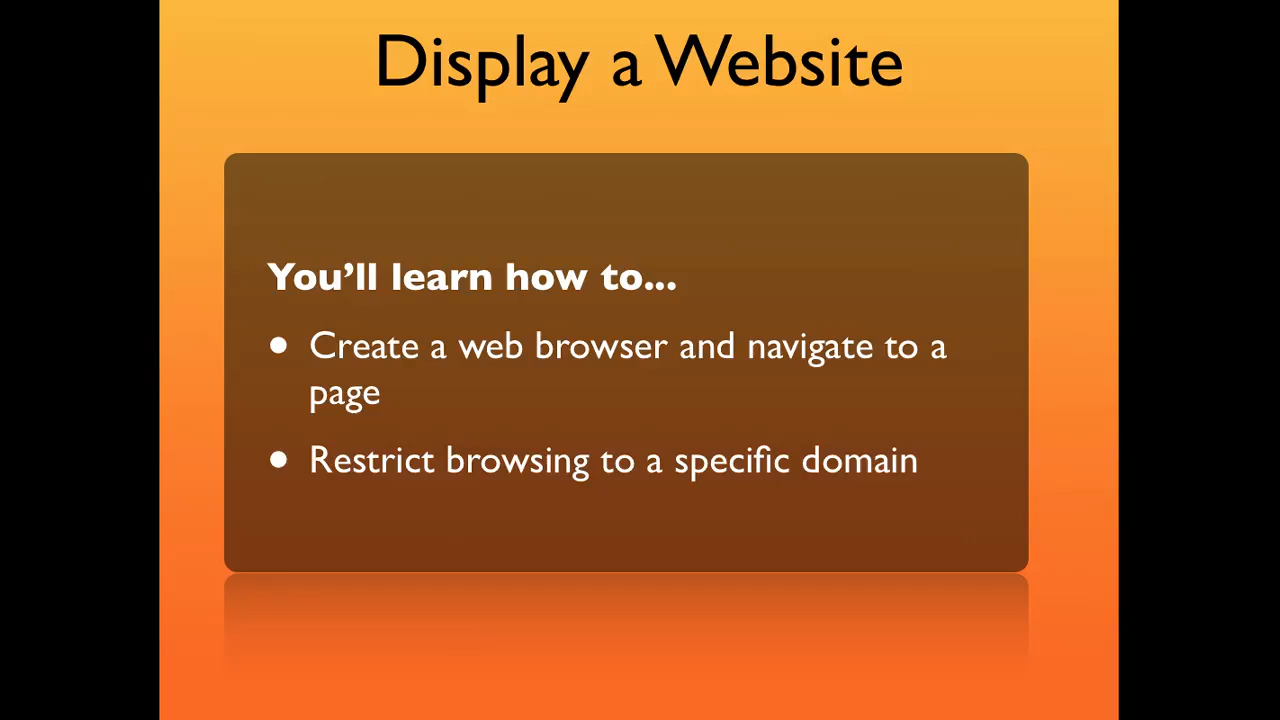 Display a Website
You’ll learn how to...
• Create a web browser and navigate to a
page
• Restrict browsing to a specific domain